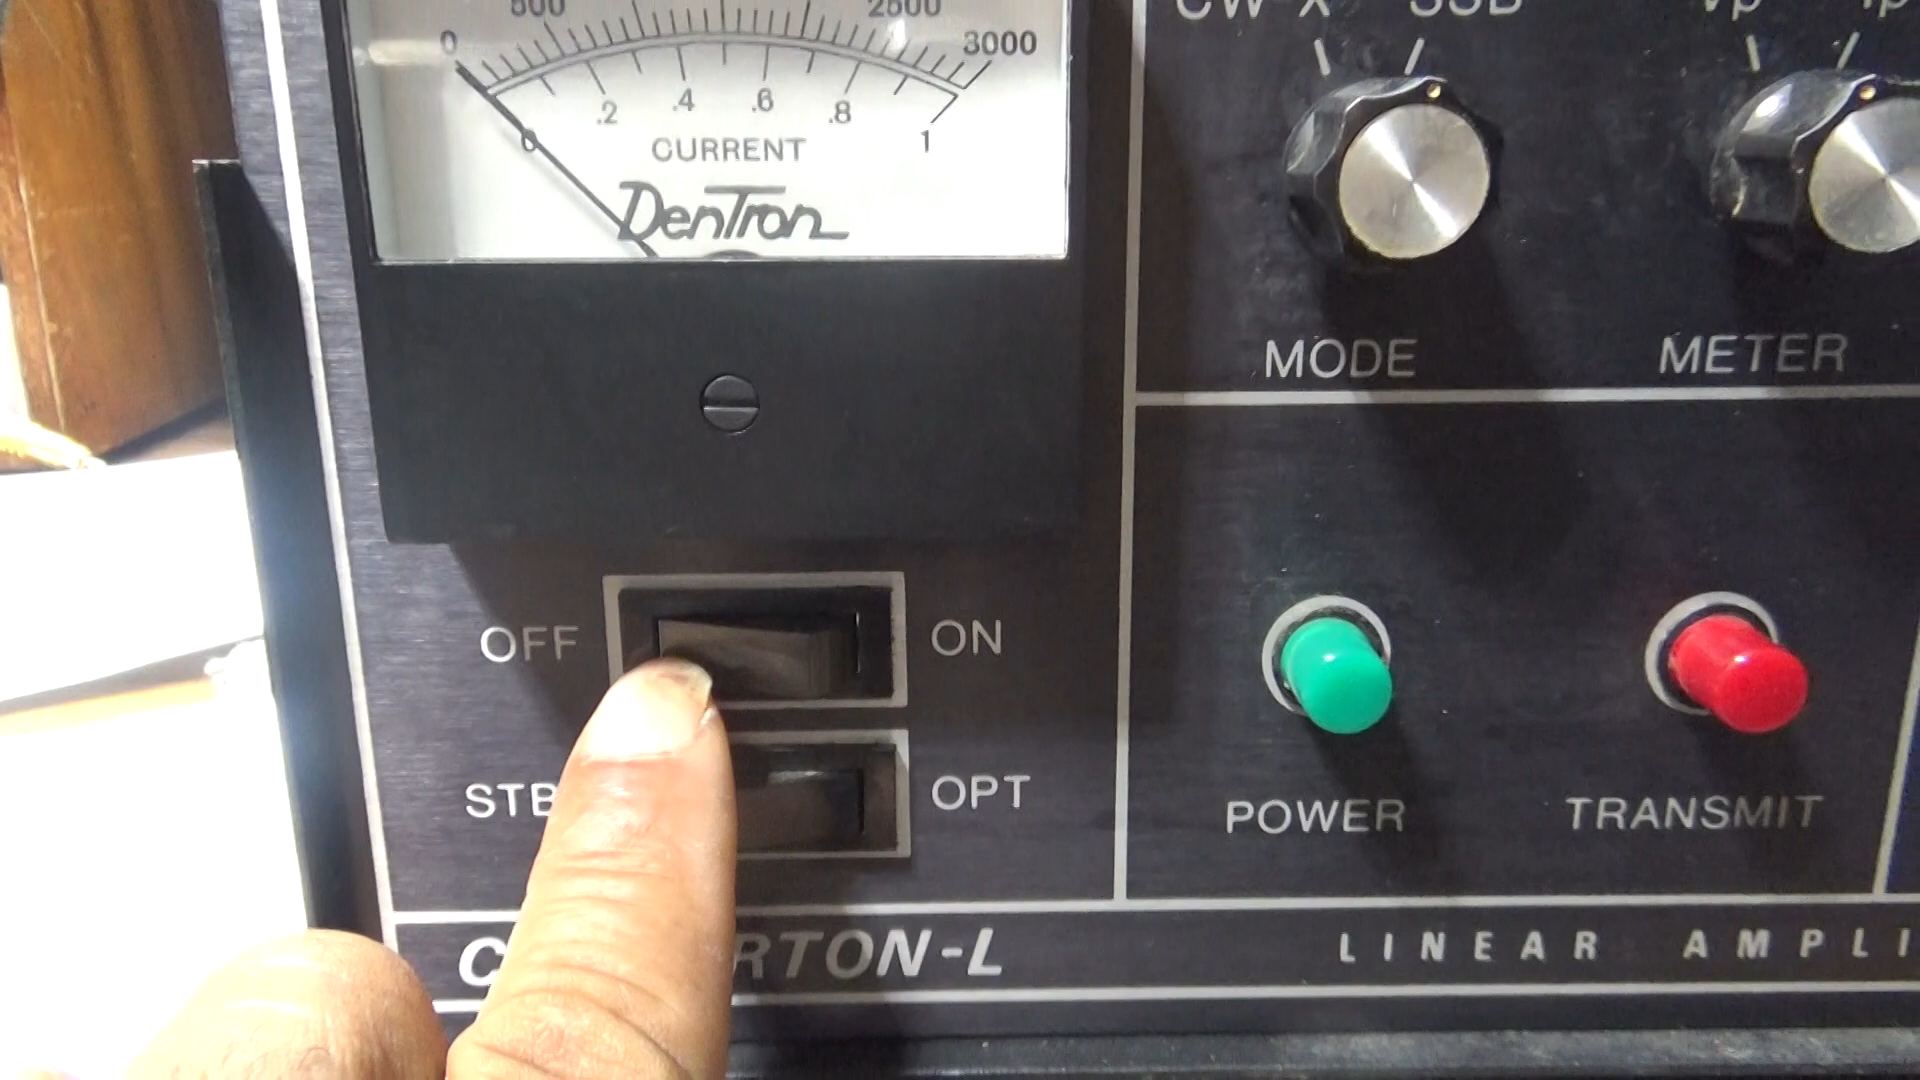 500 2500
0 3000
.2 .4 .6 .8
0 1
CURRENT
DenTron
CW X SSB
MODE
METER
OFF ON
STB OPT
POWER
TRANSMIT
C RTON-L
LINEAR AMPLI